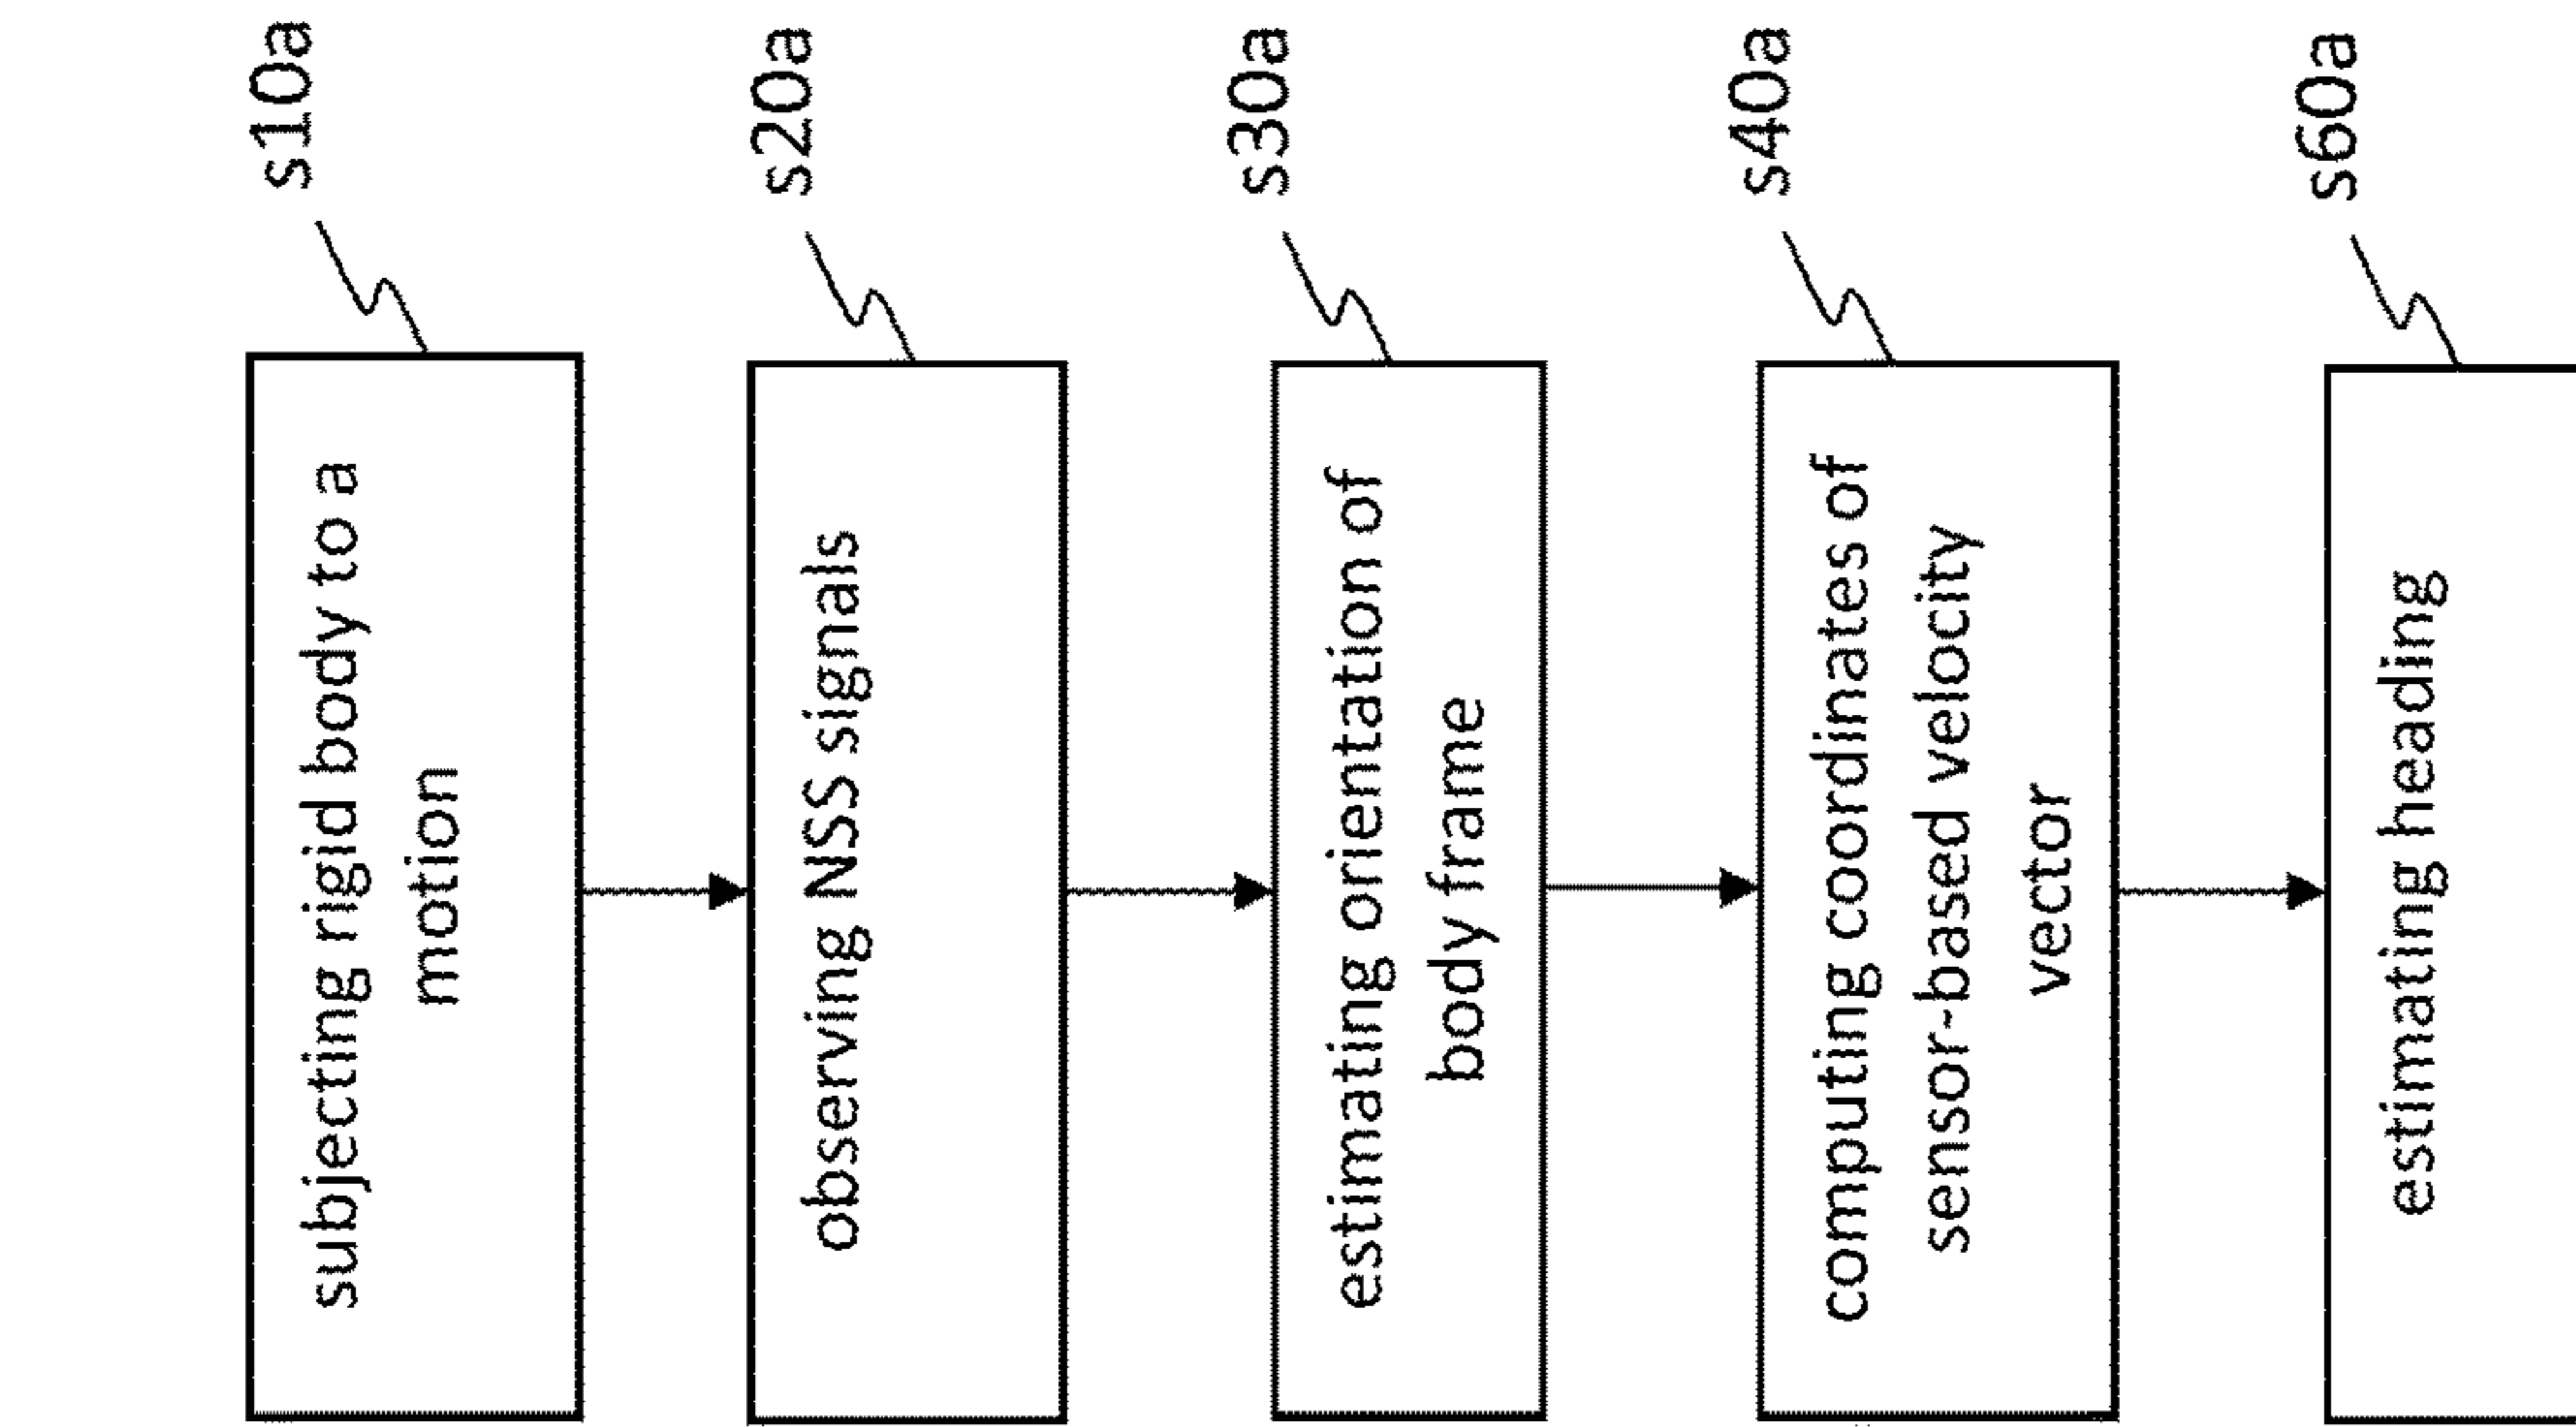 subjecting rigid body to a
motion
s10a
observing NSS signals
s20a
estimating orientation of
body frame
s30a
computing coordinates of
sensor-based velocity
vector
s40a
estimating heading
s60a